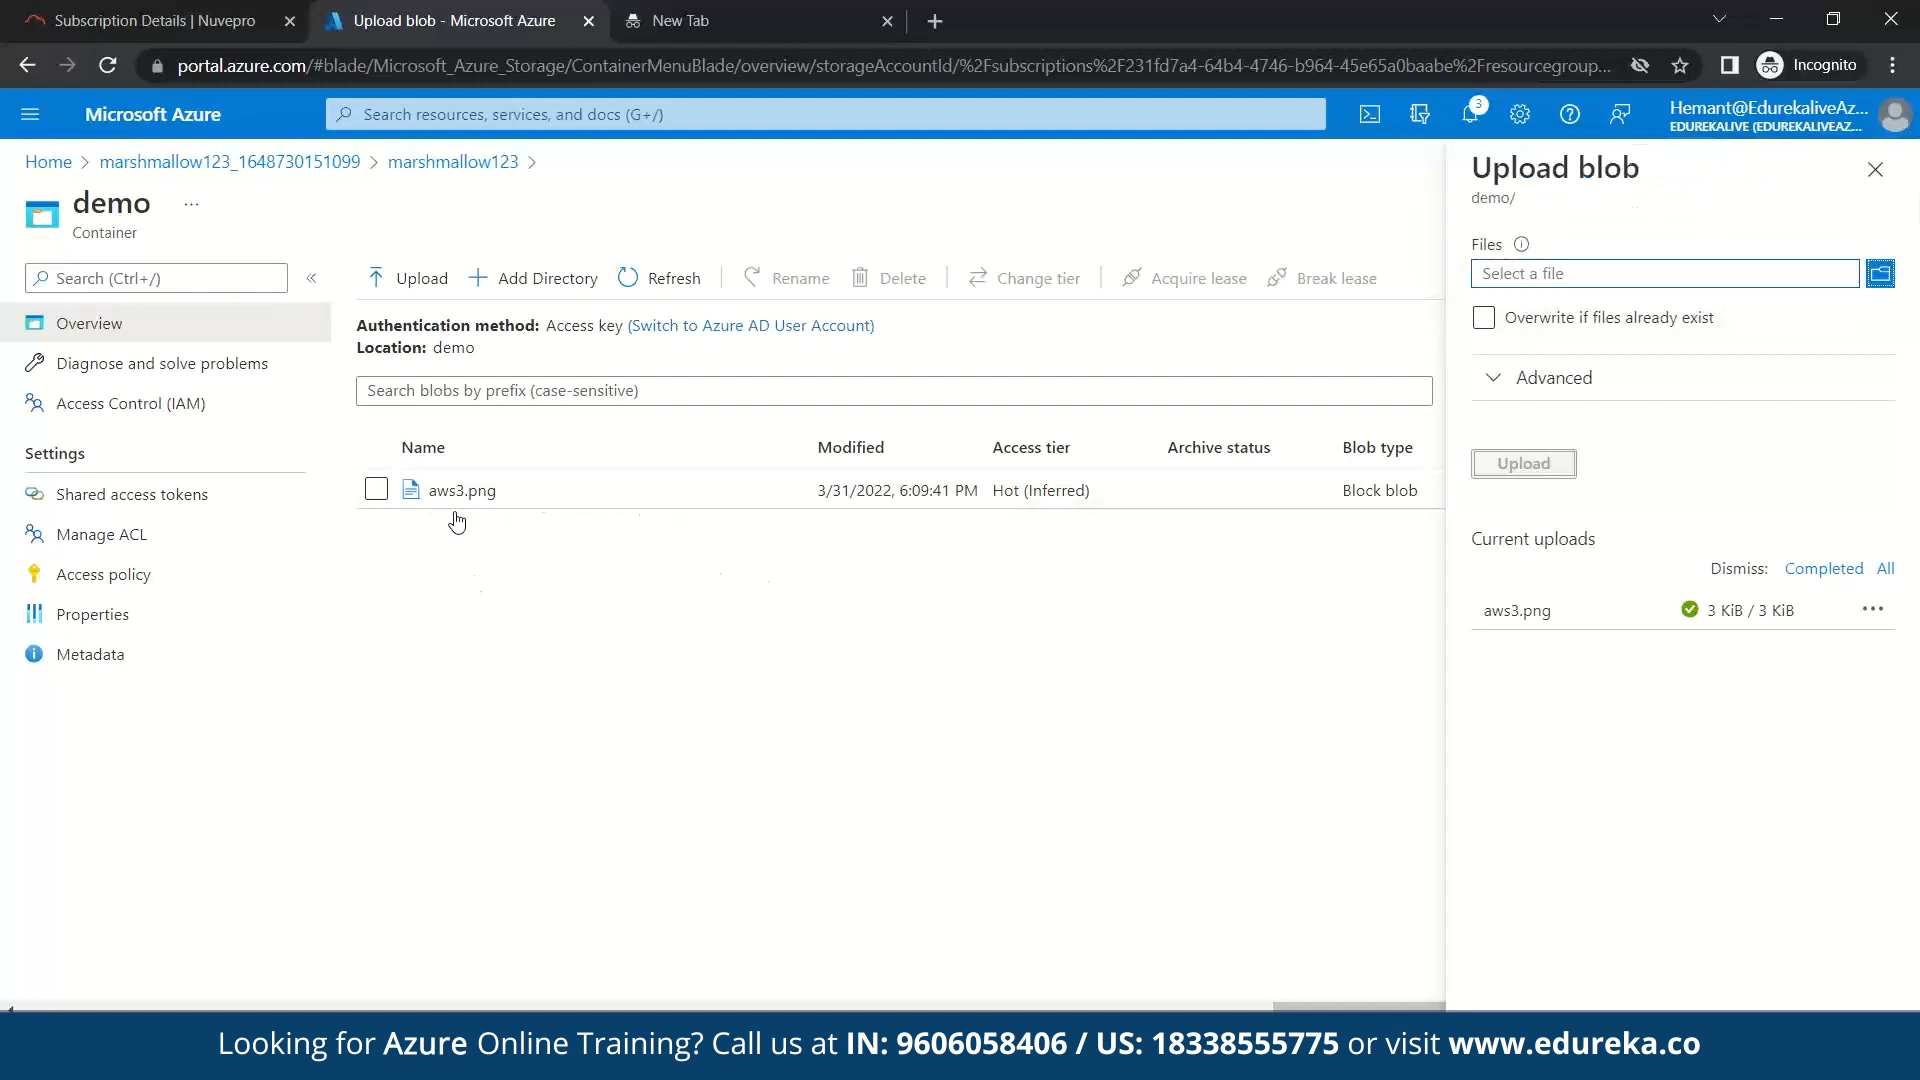 Subscription Details | Nuvepro
Upload blob - Microsoft Azure
New Tab
portal.azure.com/#blade/Microsoft_Azure_Storage/ContainerMenuBlade/overview/storageAccountId/%2Fsubscriptions%2F231fd7a4-64b4-4746-b964-45e65a0baabe%2Fresourcegroup...
Incognito
Microsoft Azure
Search resources, services, and docs (G+/)
3
Hemant@EdurekaliveAz...
EDUREKALIVE (EDUREKALIVEAZ...
Home > marshmallow123_1648730151099 > marshmallow123 >
demo ...
Container
Search (Ctrl+/)
«
Overview
Diagnose and solve problems
Access Control (IAM)
Settings
Shared access tokens
Manage ACL
Access policy
Properties
Metadata
Upload
Add Directory
Refresh
Rename
Delete
Change tier
Acquire lease
Break lease
Authentication method: Access key (Switch to Azure AD User Account)
Location: demo
Search blobs by prefix (case-sensitive)
Name Modified Access tier Archive status Blob type
aws3.png 3/31/2022, 6:09:41 PM Hot (Inferred) Block blob
Upload blob
demo/
Files
Select a file
Overwrite if files already exist
Advanced
Upload
Current uploads
Dismiss: Completed All
aws3.png 3 KiB / 3 KiB
Looking for Azure Online Training? Call us at IN: 9606058406 / US: 18338555775 or visit www.edureka.co